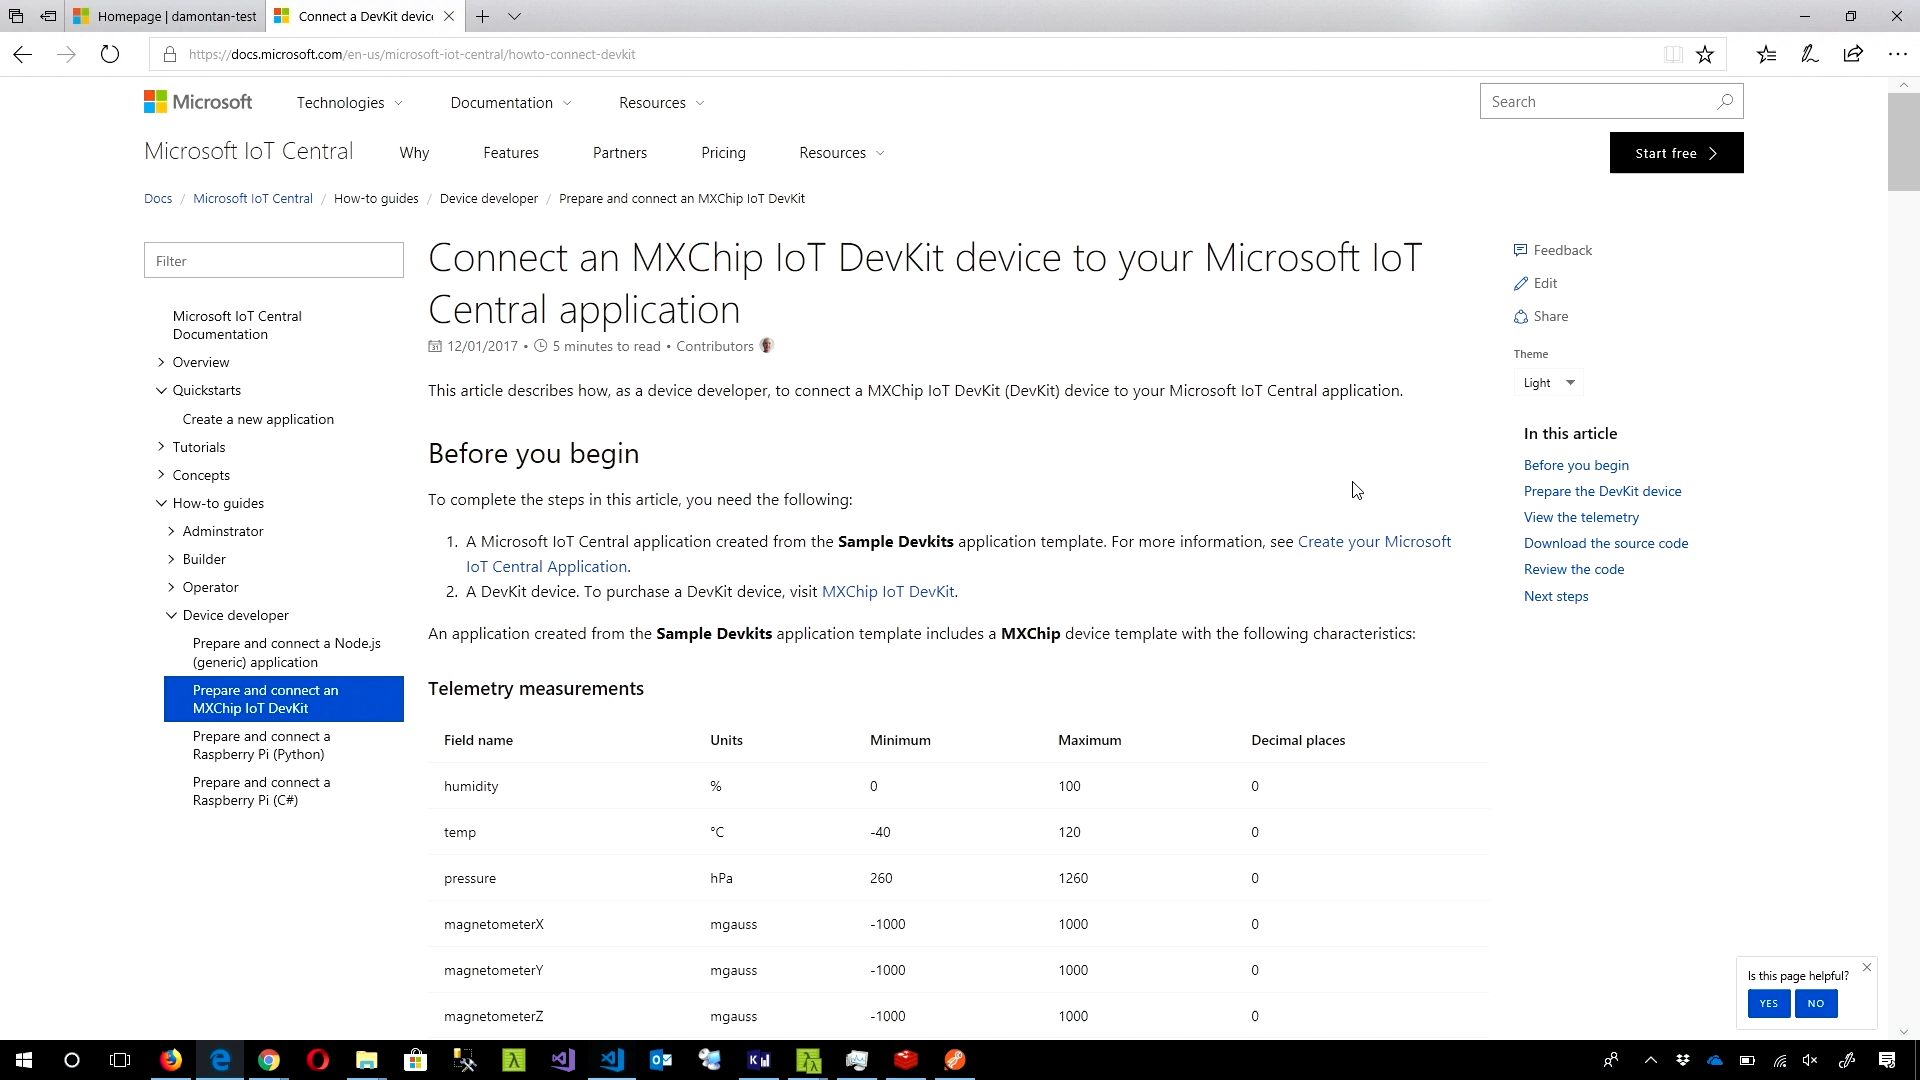 Homepage | damontan-test
Connect a DevKit devic
https://docs.microsoft.com/en-us/microsoft-iot-central/howto-connect-devkit
Microsoft Technologies Documentation Resources
Search
Microsoft IoT Central Why Features Partners Pricing Resources
Start free
Docs / Microsoft IoT Central / How-to guides / Device developer / Prepare and connect an MXChip IoT DevKit
Filter
Microsoft IoT Central
Documentation
Overview
Quickstarts
Create a new application
Tutorials
Concepts
How-to guides
Adminstrator
Builder
Operator
Device developer
Prepare and connect a Node.js
(generic) application
Prepare and connect an
MXChip IoT DevKit
Prepare and connect a
Raspberry Pi (Python)
Prepare and connect a
Raspberry Pi (C#)
Connect an MXChip IoT DevKit device to your Microsoft IoT
Central application
12/01/2017 • 5 minutes to read • Contributors
This article describes how, as a device developer, to connect a MXChip IoT DevKit (DevKit) device to your Microsoft IoT Central application.
Before you begin
To complete the steps in this article, you need the following:
1. A Microsoft IoT Central application created from the Sample Devkits application template. For more information, see Create your Microsoft
IoT Central Application.
2. A DevKit device. To purchase a DevKit device, visit MXChip IoT DevKit.
An application created from the Sample Devkits application template includes a MXChip device template with the following characteristics:
Telemetry measurements
Field name Units Minimum Maximum Decimal places
humidity % 0 100 0
temp °C -40 120 0
pressure hPa 260 1260 0
magnetometerX mgauss -1000 1000 0
magnetometerY mgauss -1000 1000 0
magnetometerZ mgauss -1000 1000 0
Feedback
Edit
Share
Theme
Light
In this article
Before you begin
Prepare the DevKit device
View the telemetry
Download the source code
Review the code
Next steps
Is this page helpful?
YES NO